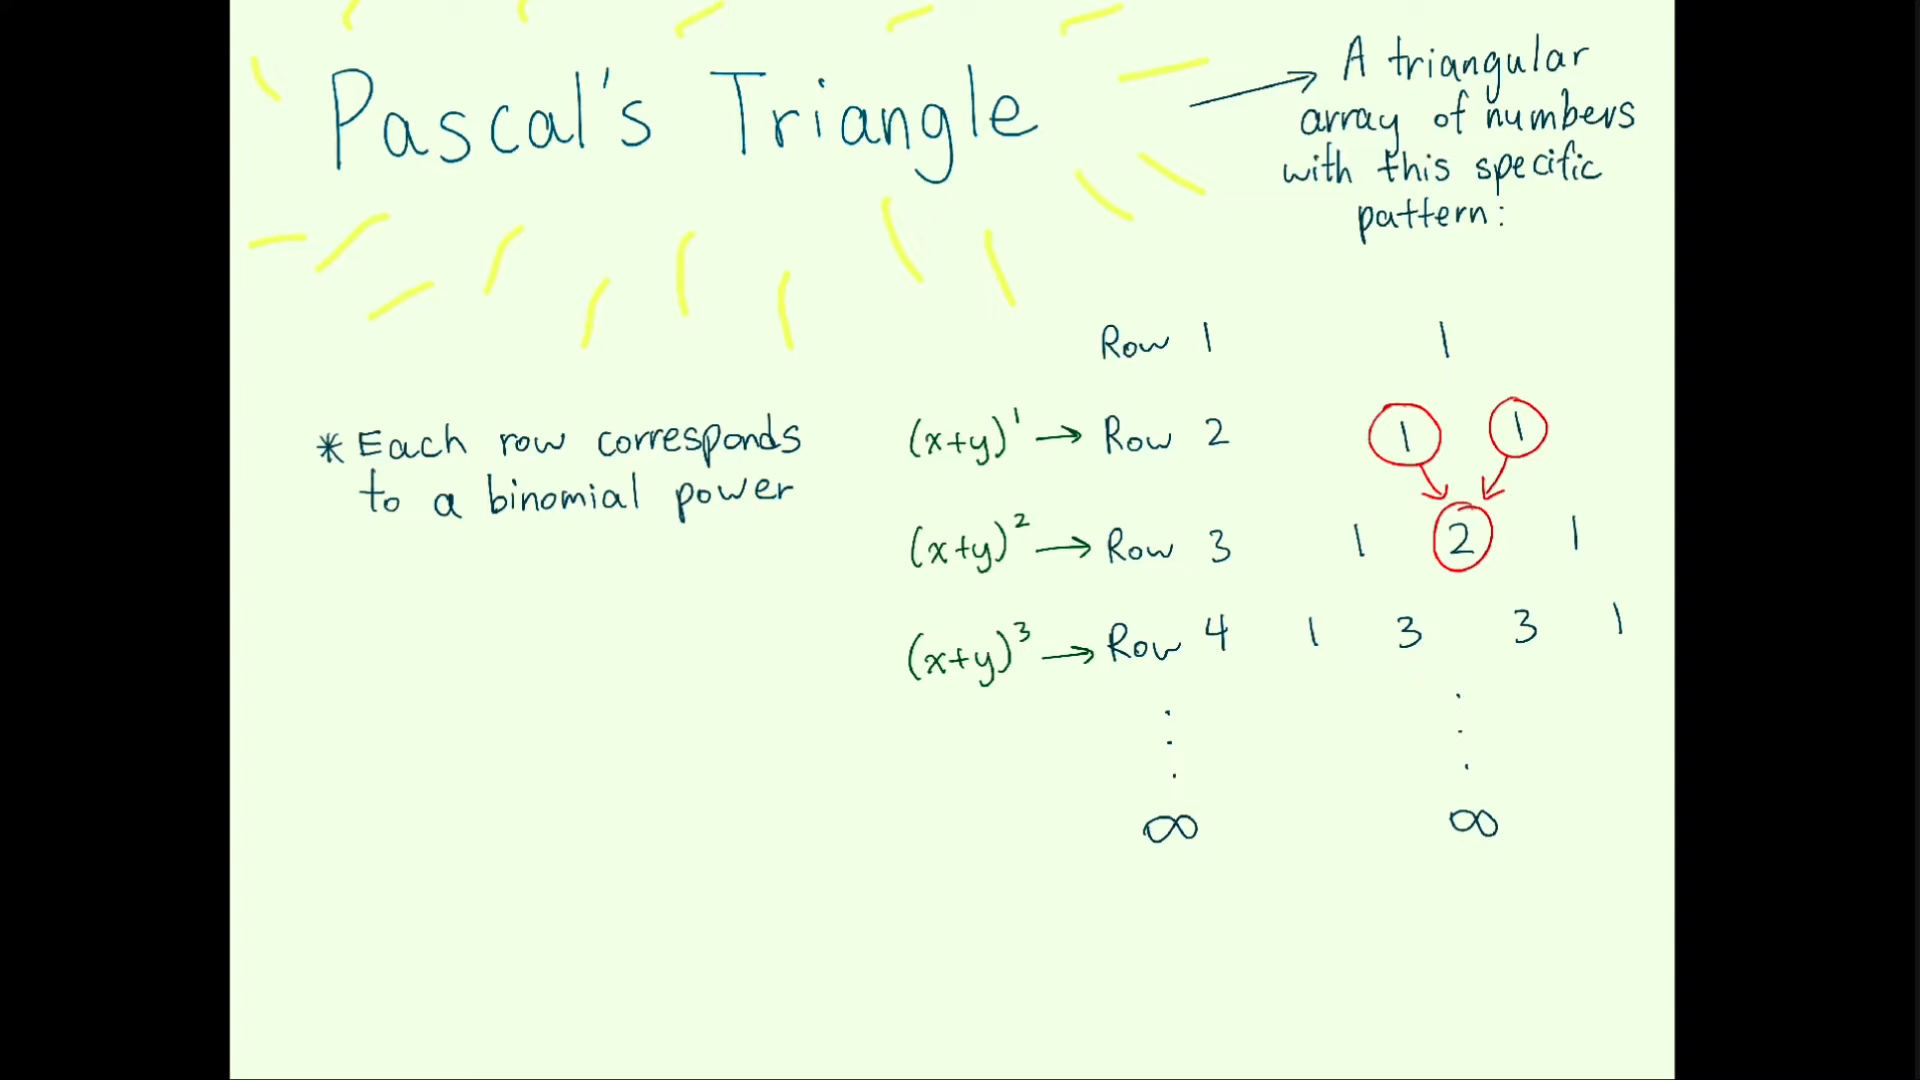 Pascal's Triangle
A triangular
array of numbers
with this specific
pattern:
Row 1 1
* Each row corresponds
to a binomial power
(x+y)¹ → Row 2 1 1
(x+y)² → Row 3 1 2 1
(x+y)³ → Row 4 1 3 3 1
∞ ∞